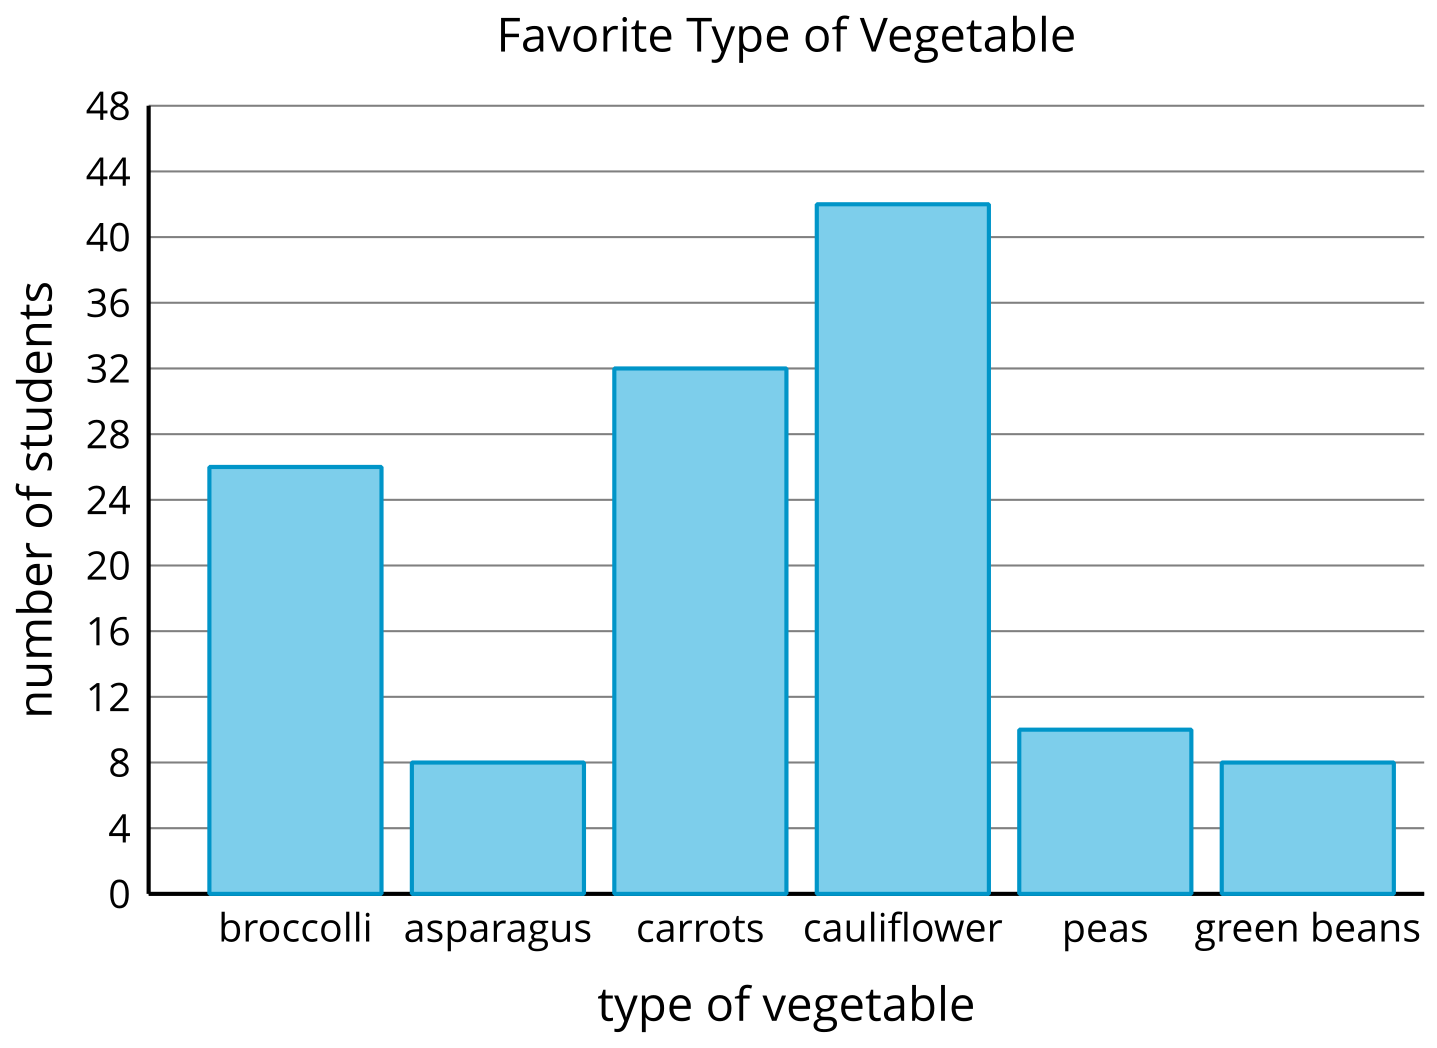 Favorite Type of Vegetable
48
44
40
36
32
28
24
20
16
12
8
4
0
number of students
broccolli
asparagus
carrots
cauliflower
peas
green beans
type of vegetable